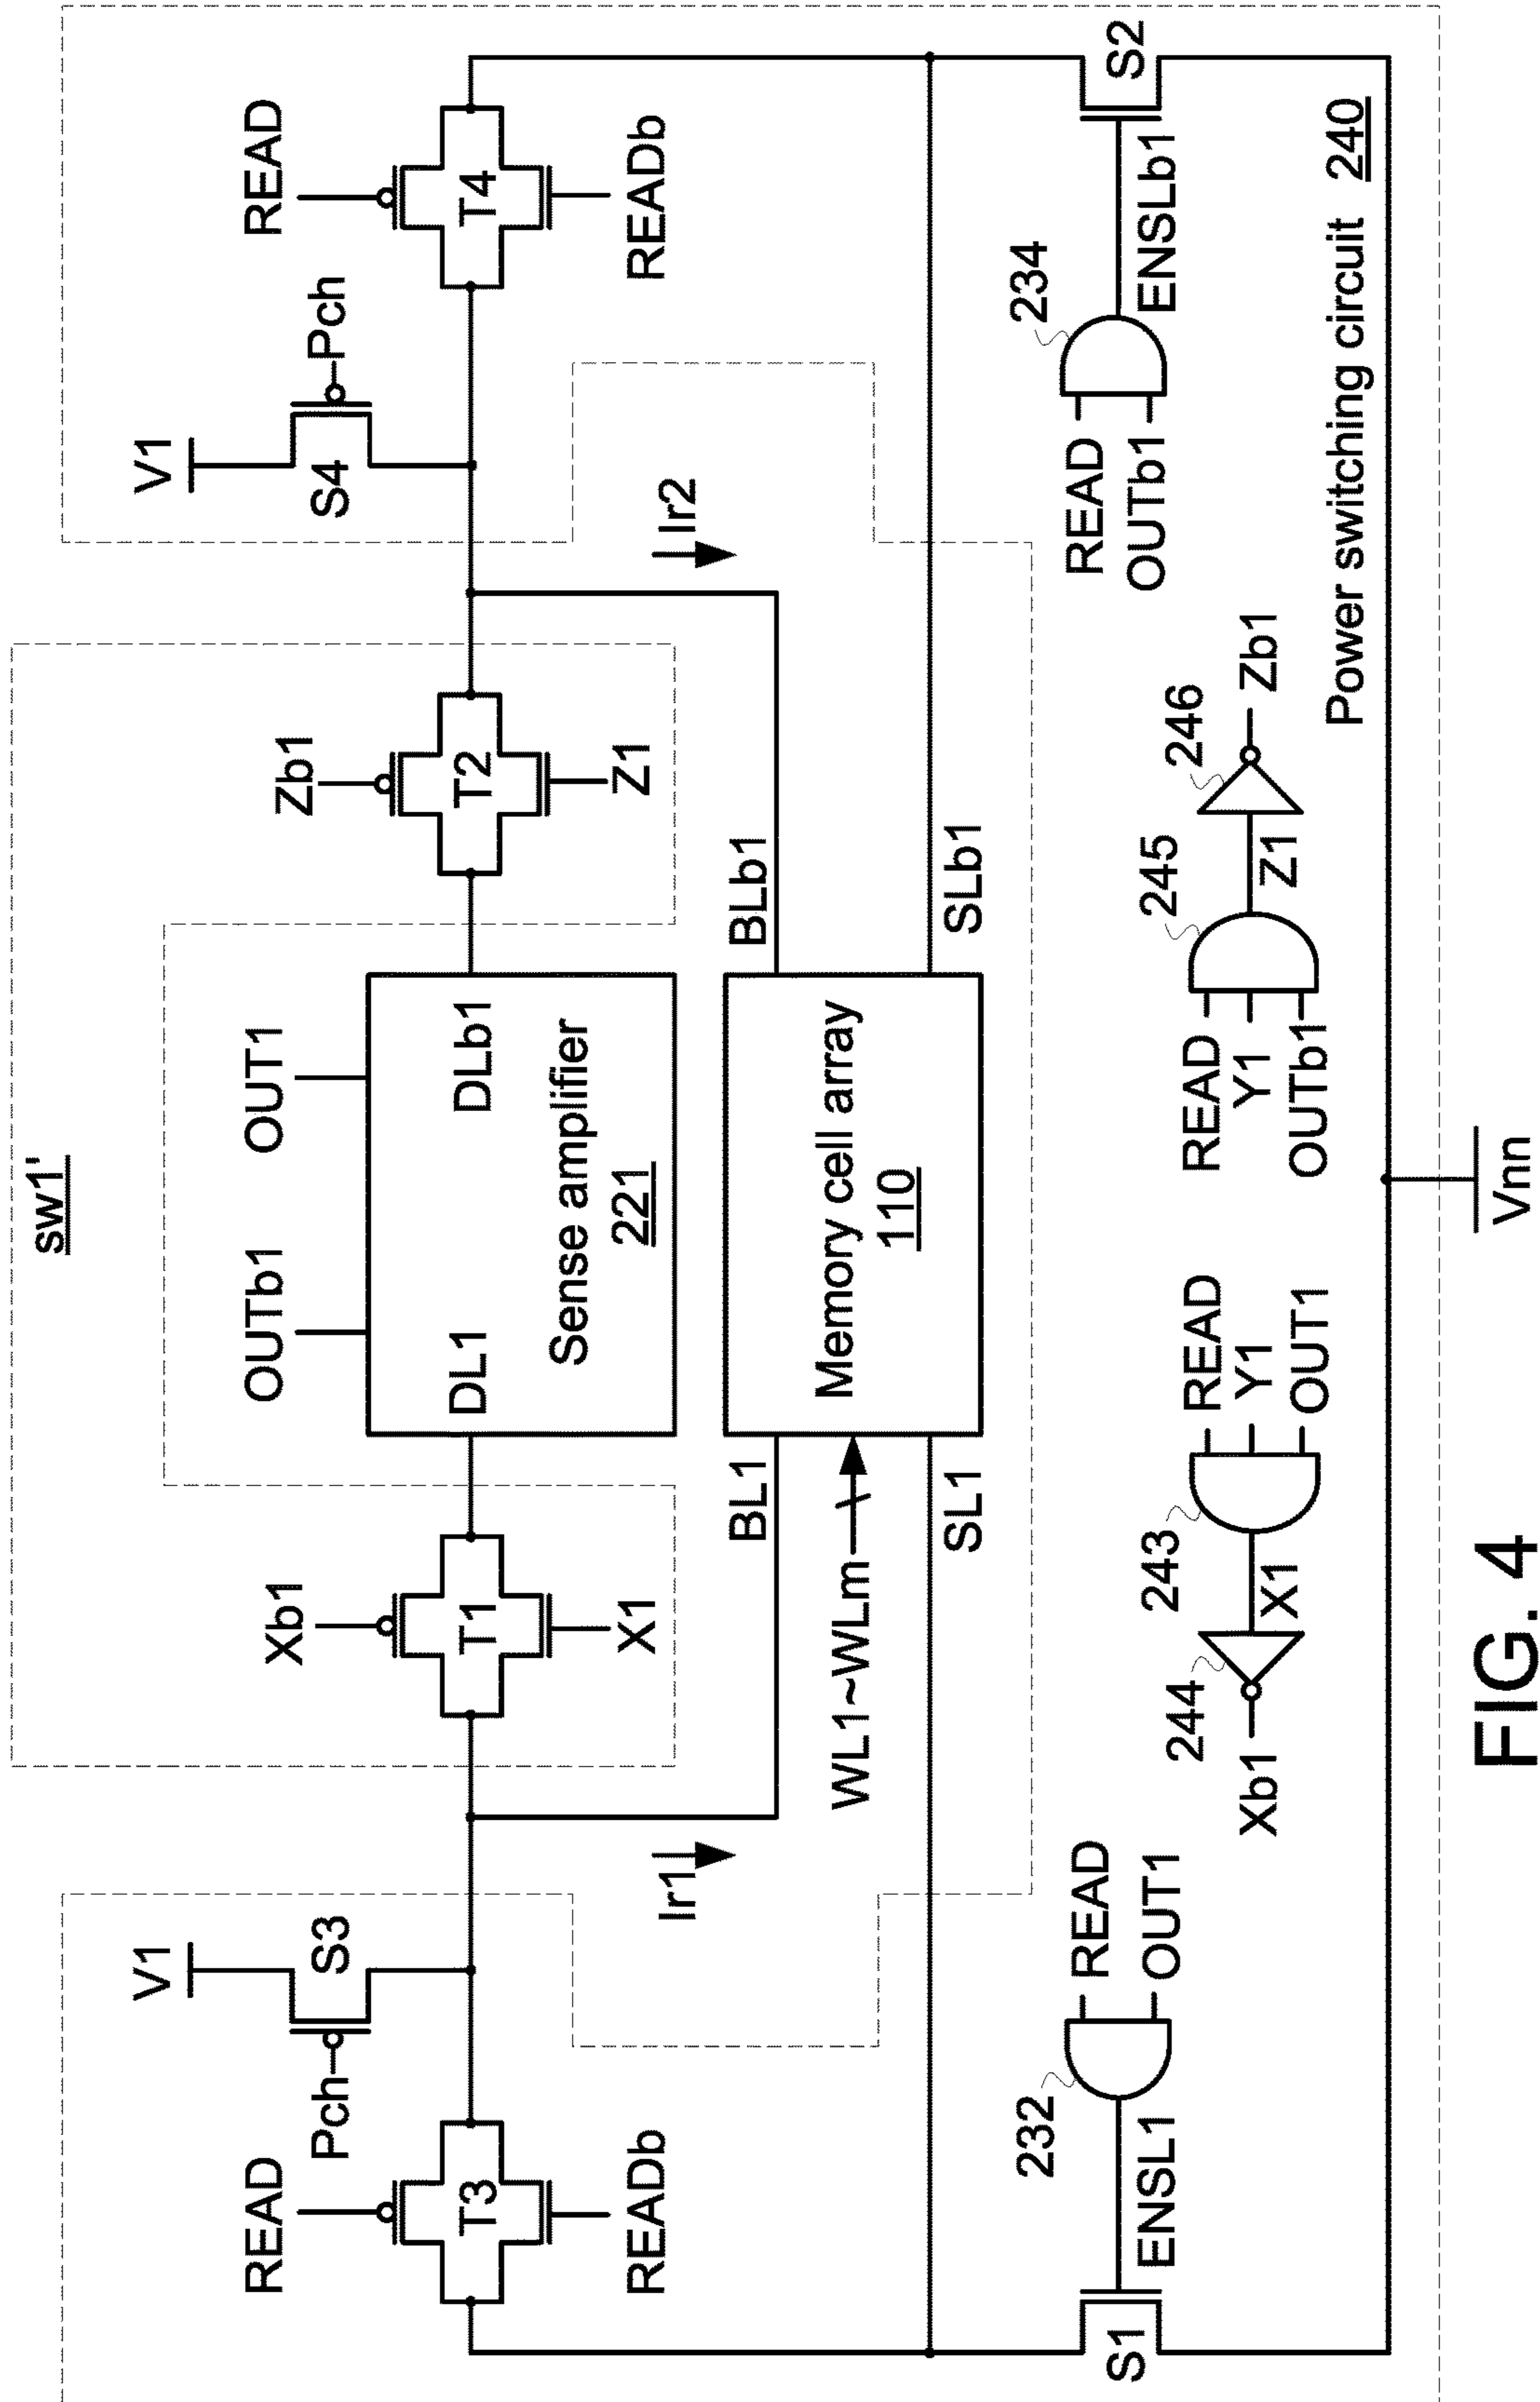 sw1'
V1
V1
READ
Pch
S3
Xb1
OUTb1
OUT1
Zb1
S4
Pch
READ
T3
T1
DL1
DLb1
T2
T4
READb
X1
Sense amplifier
221
Z1
READb
Ir1
Ir2
BL1
BLb1
WL1~WLm
Memory cell array
110
SL1
SLb1
232
READ
OUT1
READ
OUTb1
234
S1
ENSL1
ENSLb1
S2
244
243
READ
Y1
OUT1
READ
Y1
OUTb1
245
246
Xb1
X1
Z1
Zb1
Power switching circuit 240
Vnn
FIG. 4